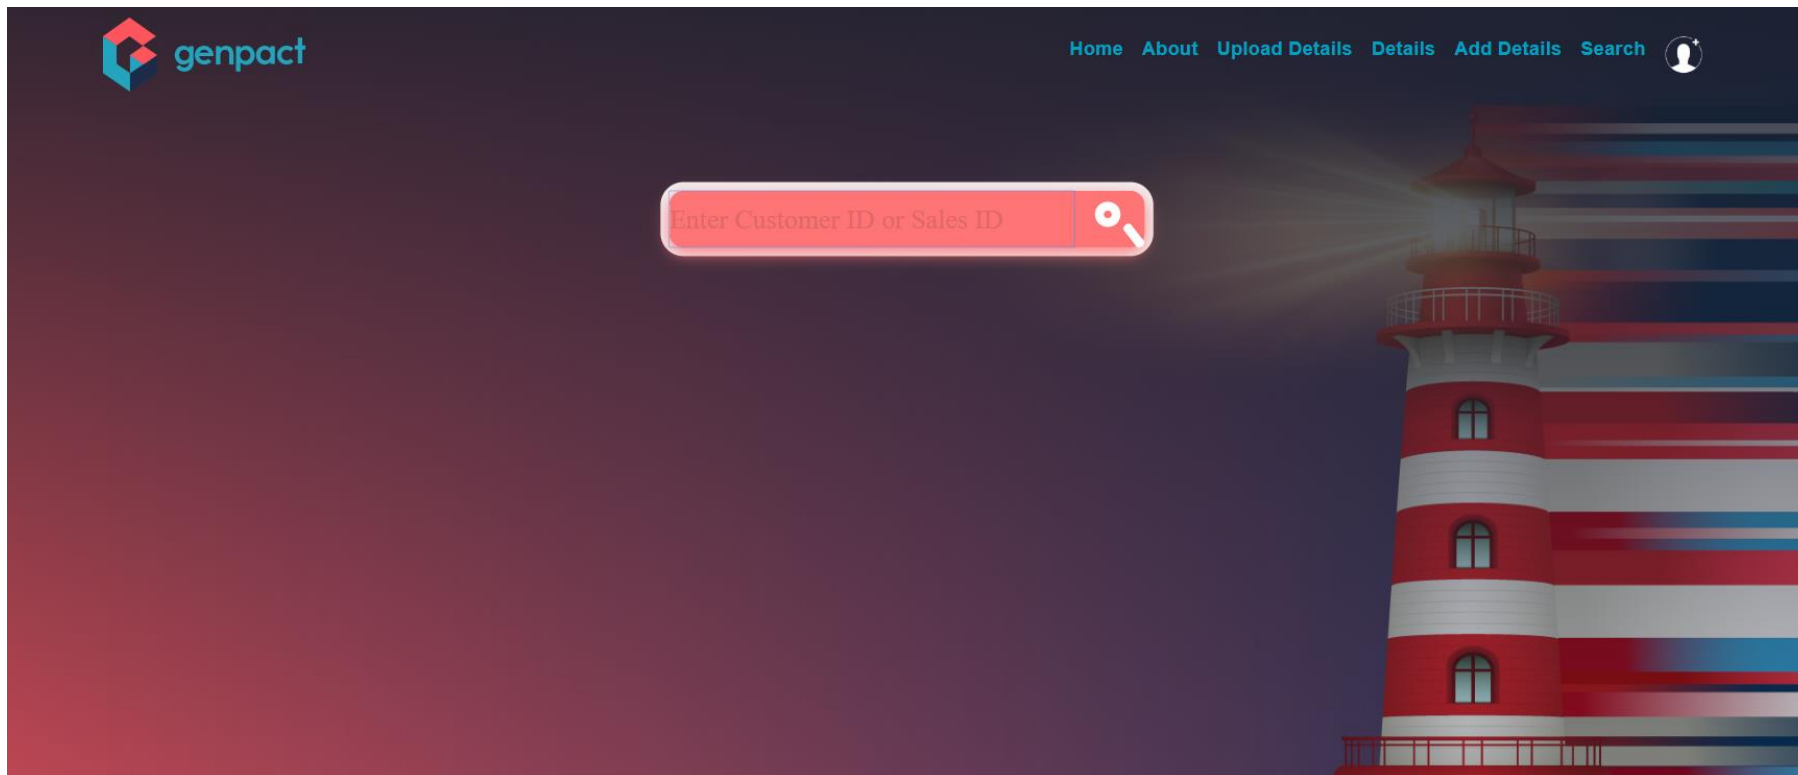 genpact
Home About Upload Details Details Add Details Search
Enter Customer ID or Sales ID